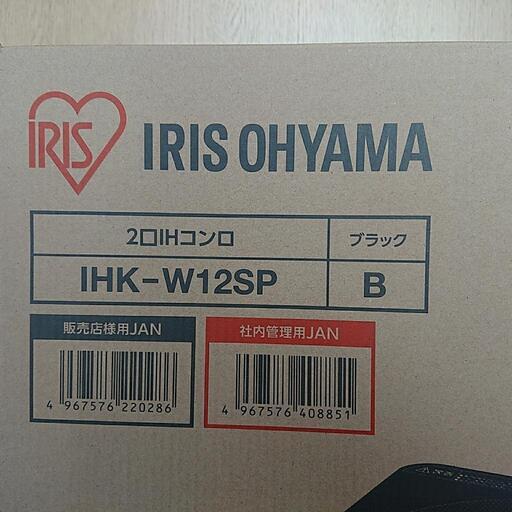 IRIS
IRIS OHYAMA
2口IHコンロ
ブラック
IHK-W12SP
B
販売店様用JAN
社内管理用JAN
4 967576 220286
4 967576 408851